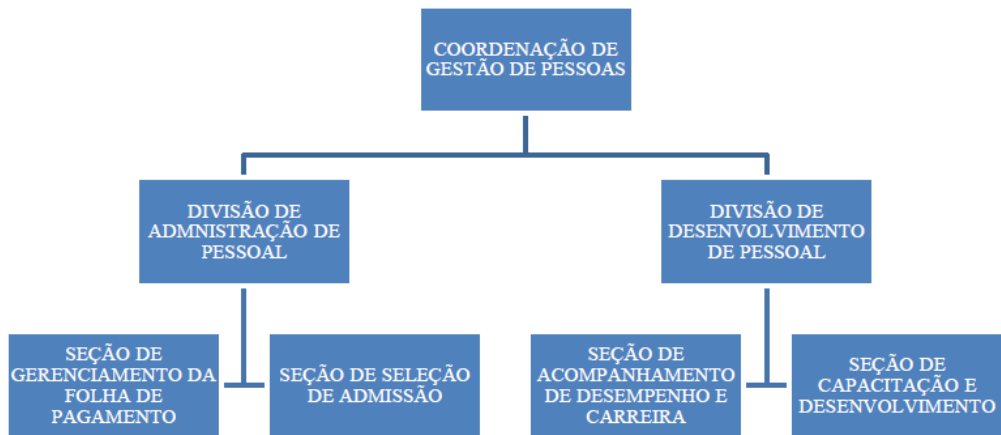 COORDENAÇÃO DE
GESTÃO DE PESSOAS
DIVISÃO DE
ADMNISTRAÇÃO DE
PESSOAL
DIVISÃO DE
DESENVOLVIMENTO
DE PESSOAL
SEÇÃO DE
GERENCIAMENTO DA
FOLHA DE
PAGAMENTO
SEÇÃO DE SELEÇÃO
DE ADMISSÃO
SEÇÃO DE
ACOMPANHAMENTO
DE DESEMPENHO E
CARREIRA
SEÇÃO DE
CAPACITAÇÃO E
DESENVOLVIMENTO